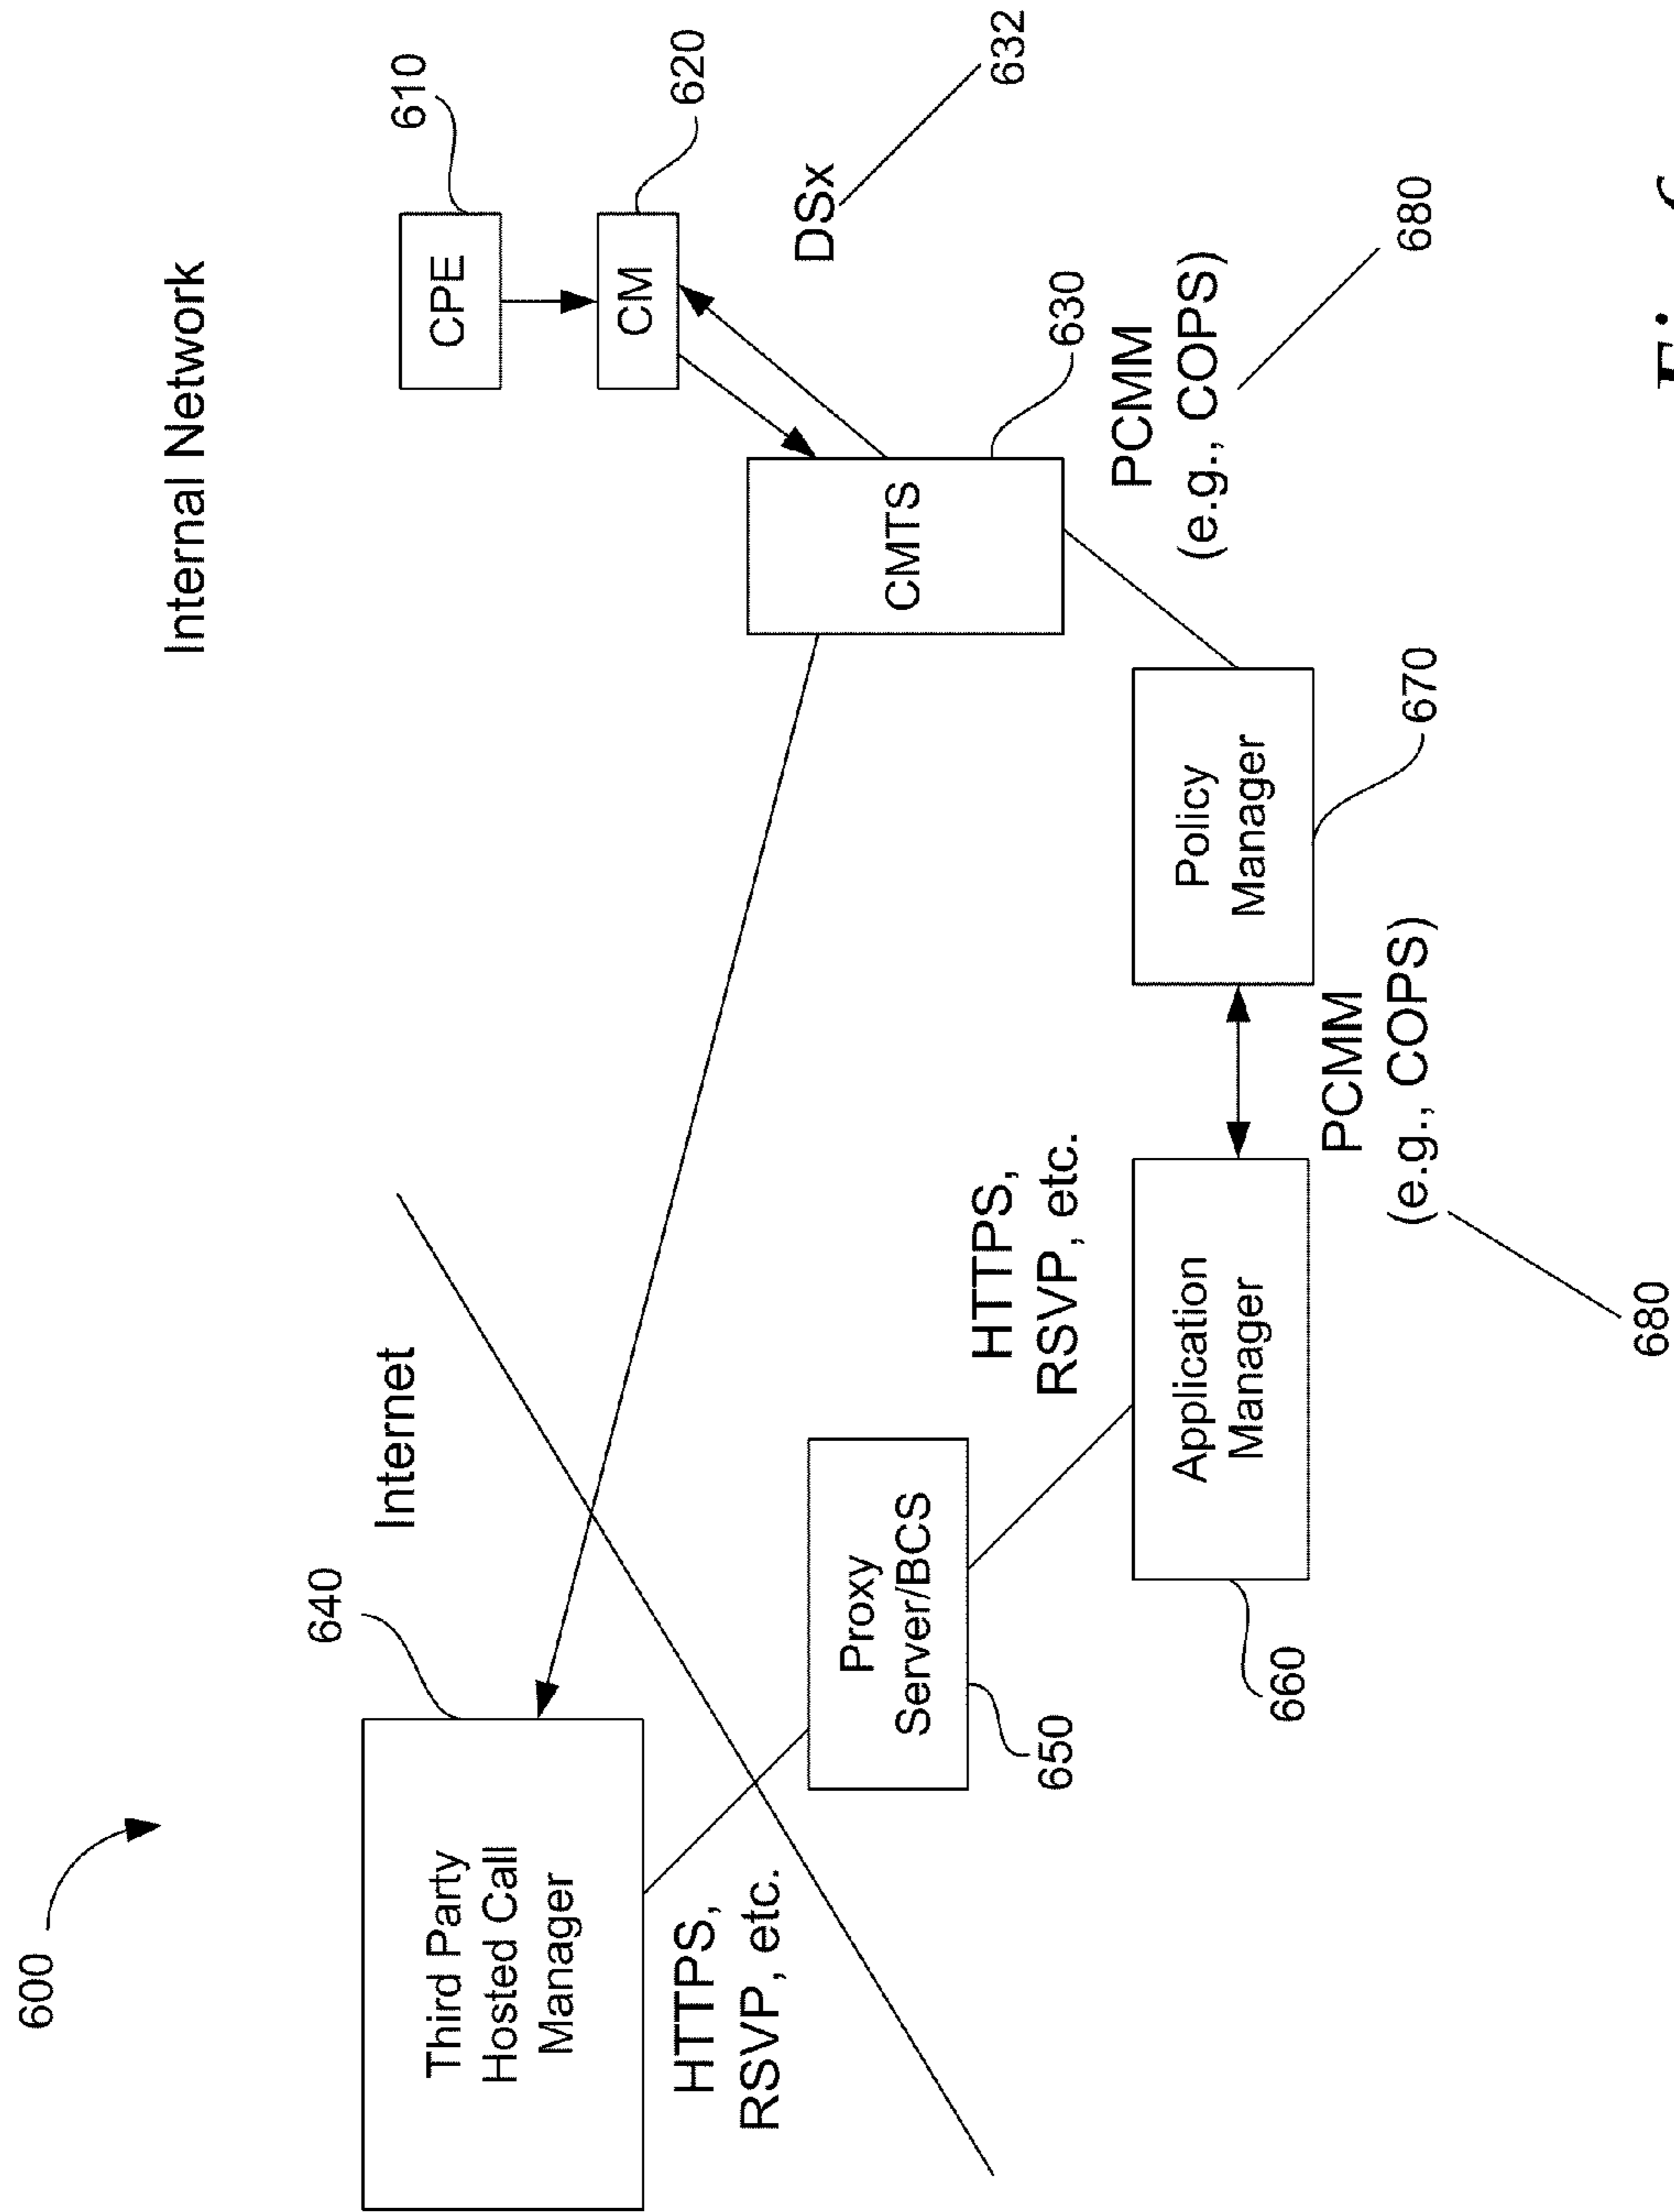 600
Internal Network
640
Internet
610
Third Party
Hosted Call
Manager
CPE
CM
620
HTTPS,
RSVP, etc.
DSx
632
Proxy
Server/BCS
650
CMTS
630
HTTPS,
RSVP, etc.
PCMM
(e.g., COPS)
680
Application
Manager
660
Policy
Manager
670
PCMM
(e.g., COPS)
680